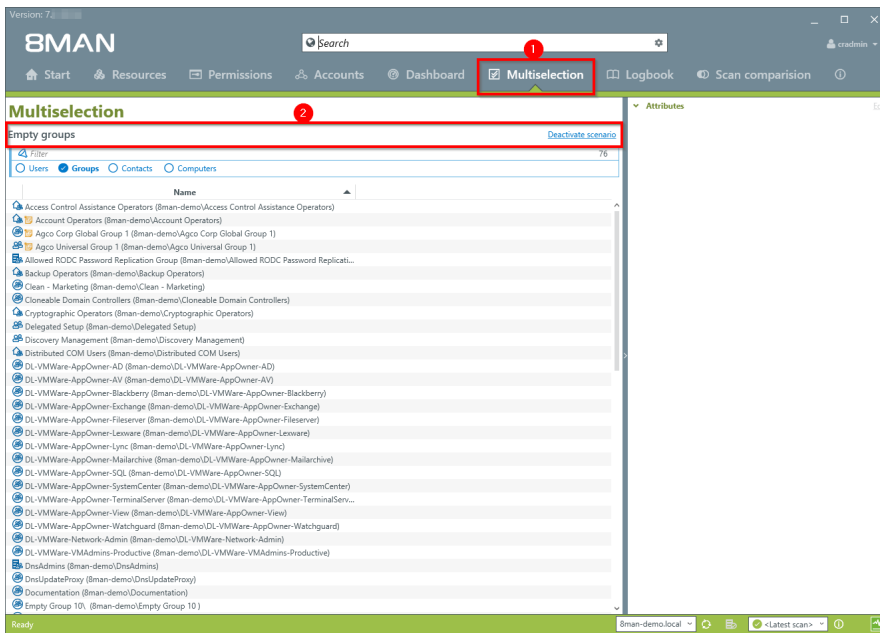 Version: 7.
8MAN
Search
cradmin
1
Start Resources Permissions Accounts Dashboard Multiselection Logbook Scan comparision
Multiselection
2
Attributes
Empty groups
Deactivate scenario
Filter
76
Users Groups Contacts Computers
Name
Access Control Assistance Operators (8man-demo\Access Control Assistance Operators)
Account Operators (8man-demo\Account Operators)
Agco Corp Global Group 1 (8man-demo\Agco Corp Global Group 1)
Agco Universal Group 1 (8man-demo\Agco Universal Group 1)
Allowed RODC Password Replication Group (8man-demo\Allowed RODC Password Replicati...
Backup Operators (8man-demo\Backup Operators)
Clean - Marketing (8man-demo\Clean - Marketing)
Cloneable Domain Controllers (8man-demo\Cloneable Domain Controllers)
Cryptographic Operators (8man-demo\Cryptographic Operators)
Delegated Setup (8man-demo\Delegated Setup)
Discovery Management (8man-demo\Discovery Management)
Distributed COM Users (8man-demo\Distributed COM Users)
DL-VMWare-AppOwner-AD (8man-demo\DL-VMWare-AppOwner-AD)
DL-VMWare-AppOwner-AV (8man-demo\DL-VMWare-AppOwner-AV)
DL-VMWare-AppOwner-Blackberry (8man-demo\DL-VMWare-AppOwner-Blackberry)
DL-VMWare-AppOwner-Exchange (8man-demo\DL-VMWare-AppOwner-Exchange)
DL-VMWare-AppOwner-Fileserver (8man-demo\DL-VMWare-AppOwner-Fileserver)
DL-VMWare-AppOwner-Lexware (8man-demo\DL-VMWare-AppOwner-Lexware)
DL-VMWare-AppOwner-Lync (8man-demo\DL-VMWare-AppOwner-Lync)
DL-VMWare-AppOwner-Mailarchive (8man-demo\DL-VMWare-AppOwner-Mailarchive)
DL-VMWare-AppOwner-SQL (8man-demo\DL-VMWare-AppOwner-SQL)
DL-VMWare-AppOwner-SystemCenter (8man-demo\DL-VMWare-AppOwner-SystemCenter)
DL-VMWare-AppOwner-TerminalServer (8man-demo\DL-VMWare-AppOwner-TerminalServ...
DL-VMWare-AppOwner-View (8man-demo\DL-VMWare-AppOwner-View)
DL-VMWare-AppOwner-Watchguard (8man-demo\DL-VMWare-AppOwner-Watchguard)
DL-VMWare-Network-Admin (8man-demo\DL-VMWare-Network-Admin)
DL-VMWare-VMAdmins-Productive (8man-demo\DL-VMWare-VMAdmins-Productive)
DnsAdmins (8man-demo\DnsAdmins)
DnsUpdateProxy (8man-demo\DnsUpdateProxy)
Documentation (8man-demo\Documentation)
Empty Group 10\ (8man-demo\Empty Group 10 )
Ready
8man-demo.local
<Latest scan>